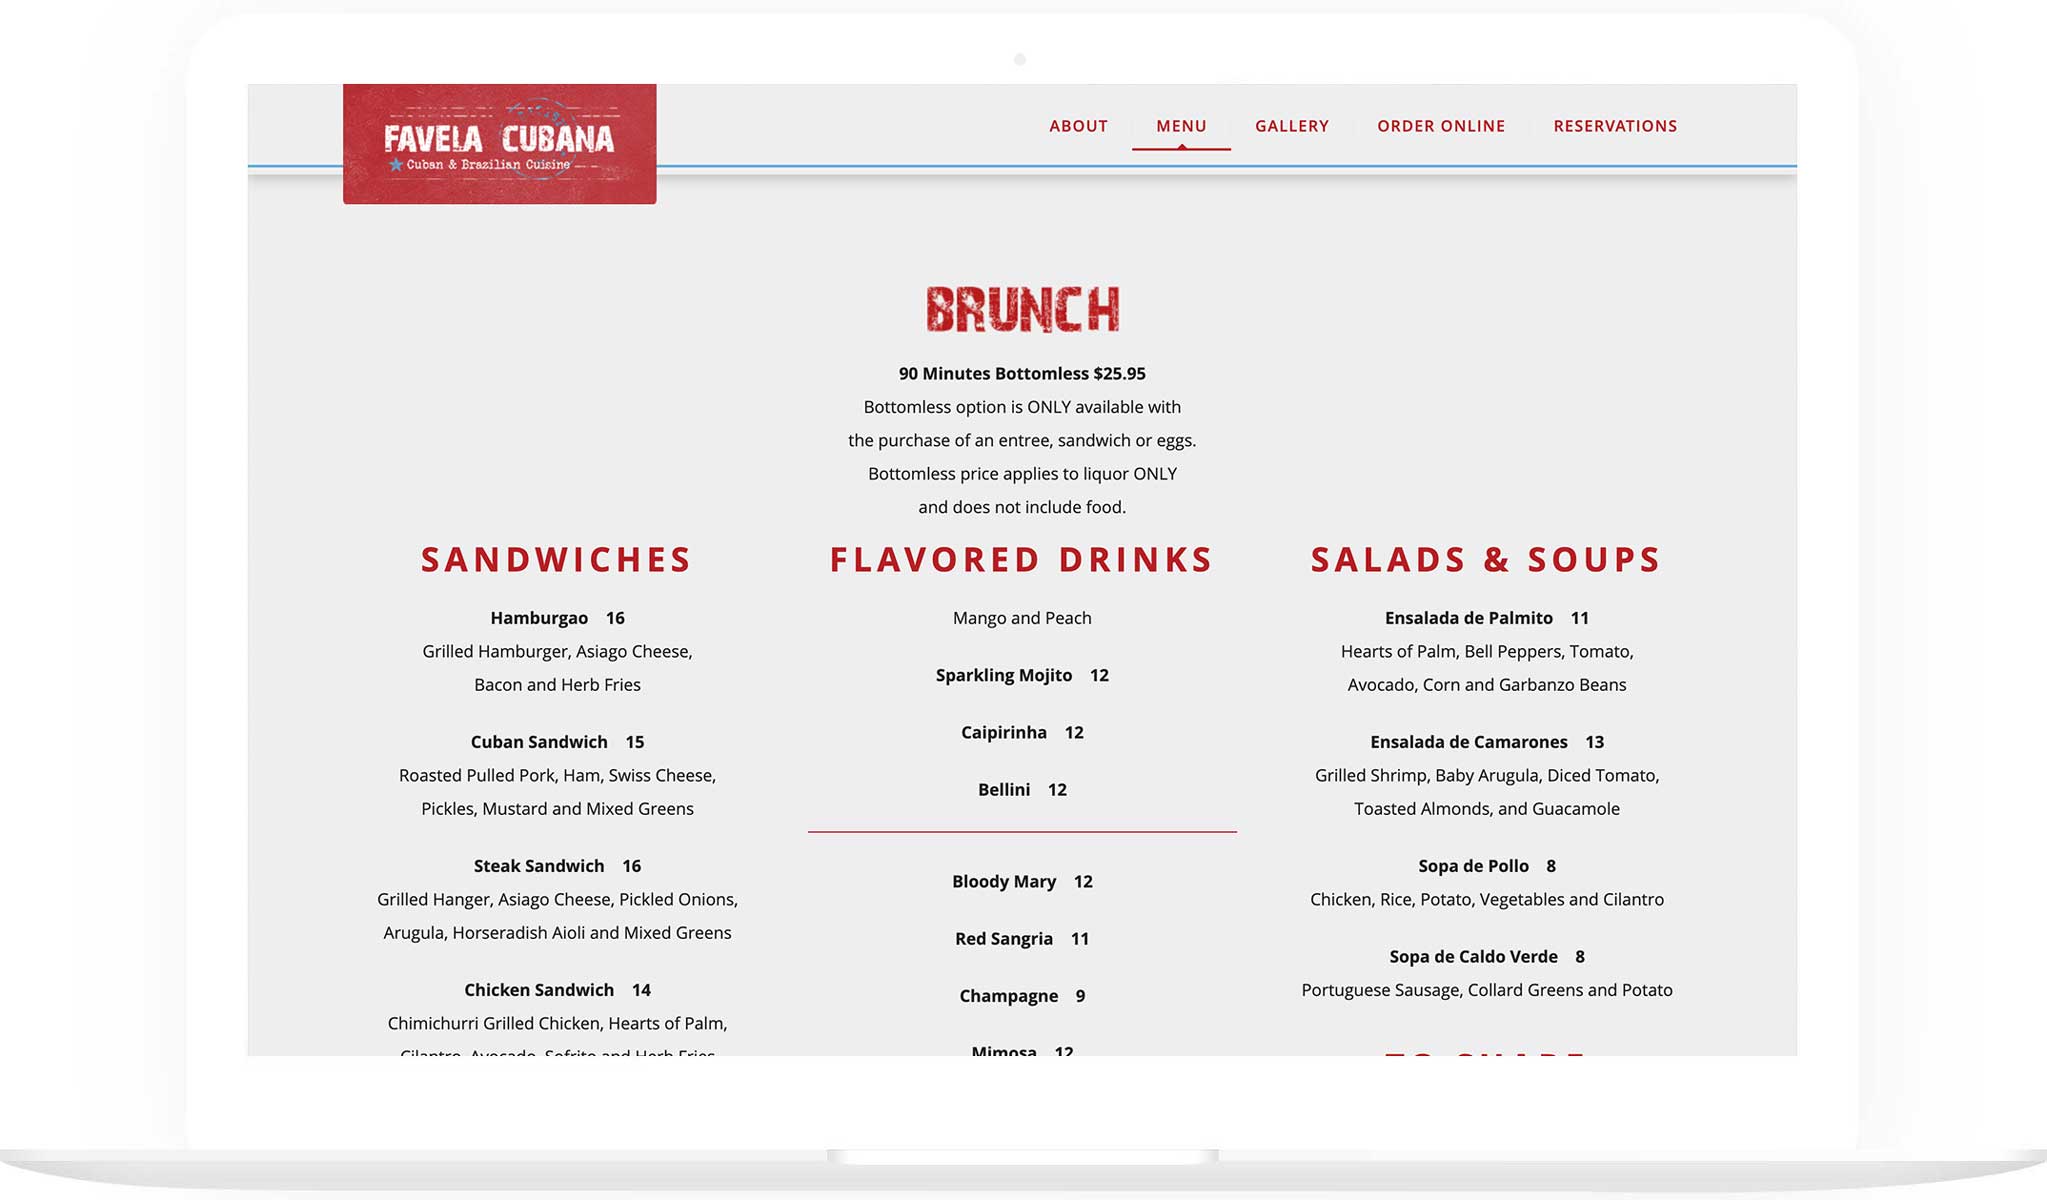 FAVELA CUBANA
Cuban & Brazilian Cuisine
ABOUT
MENU
GALLERY
ORDER ONLINE
RESERVATIONS
BRUNCH
90 Minutes Bottomless $25.95
Bottomless option is ONLY available with
the purchase of an entree, sandwich or eggs.
Bottomless price applies to liquor ONLY
and does not include food.
SANDWICHES
Hamburgao 16
Grilled Hamburger, Asiago Cheese,
Bacon and Herb Fries
Cuban Sandwich 15
Roasted Pulled Pork, Ham, Swiss Cheese,
Pickles, Mustard and Mixed Greens
Steak Sandwich 16
Grilled Hanger, Asiago Cheese, Pickled Onions,
Arugula, Horseradish Aioli and Mixed Greens
Chicken Sandwich 14
Chimichurri Grilled Chicken, Hearts of Palm,
Cilantro, Avocado, Sofrito and Herb Fries
FLAVORED DRINKS
Mango and Peach
Sparkling Mojito 12
Caipirinha 12
Bellini 12
Bloody Mary 12
Red Sangria 11
Champagne 9
Mimosa 12
SALADS & SOUPS
Ensalada de Palmito 11
Hearts of Palm, Bell Peppers, Tomato,
Avocado, Corn and Garbanzo Beans
Ensalada de Camarones 13
Grilled Shrimp, Baby Arugula, Diced Tomato,
Toasted Almonds, and Guacamole
Sopa de Pollo 8
Chicken, Rice, Potato, Vegetables and Cilantro
Sopa de Caldo Verde 8
Portuguese Sausage, Collard Greens and Potato